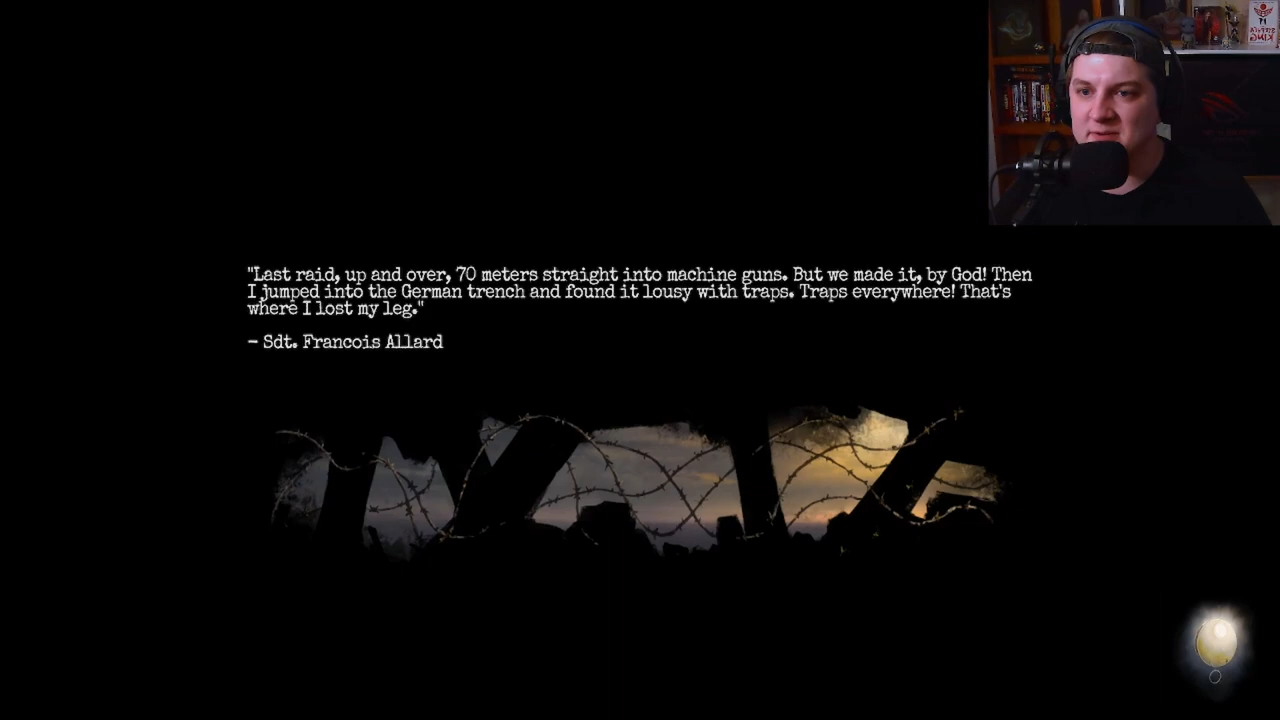 "Last raid, up and over, 70 meters straight into machine guns. But we made it, by God! Then
I jumped into the German trench and found it lousy with traps. Traps everywhere! That's
where I lost my leg."
- Sdt. Francois Allard